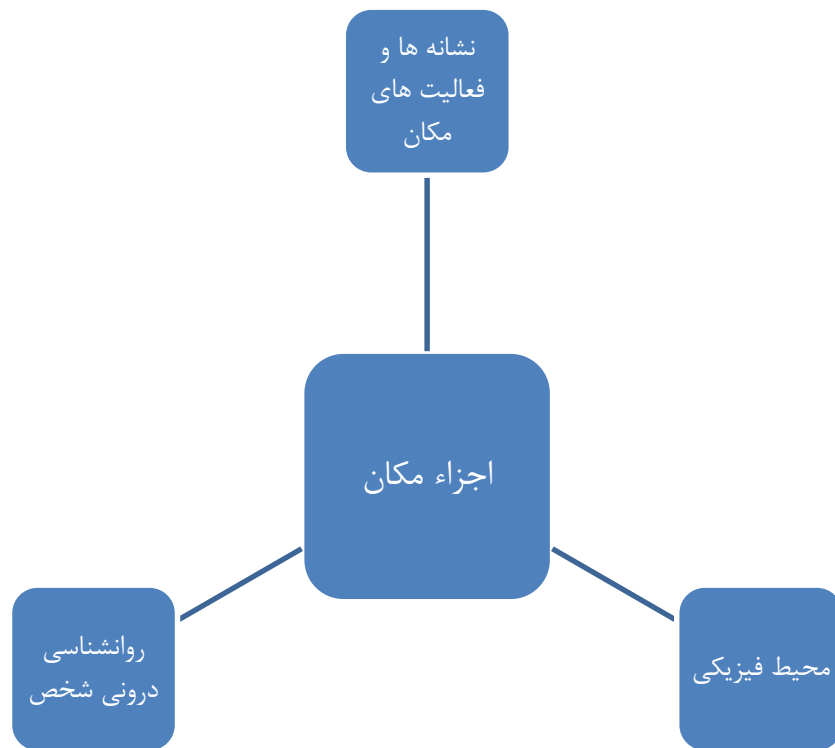 نشانه ها و
فعالیت های
مکان
اجزاء مکان
محیط فیزیکی
روانشناسی
درونی شخص